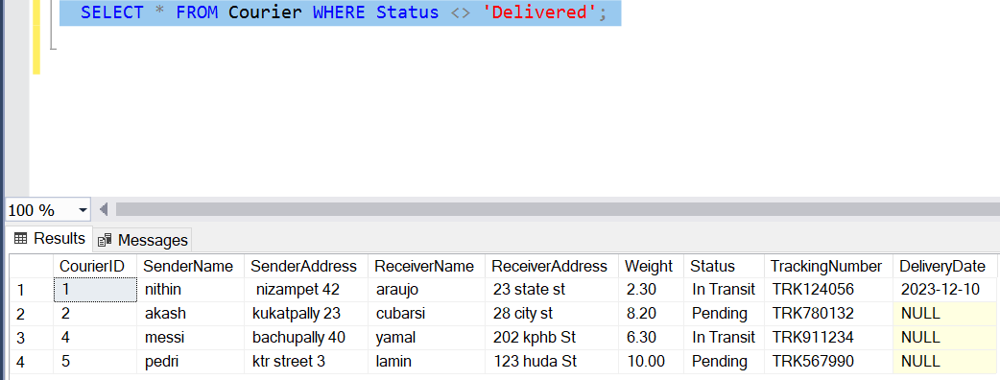 SELECT * FROM Courier WHERE Status <> 'Delivered';
100 %
Results Messages
CourierID SenderName SenderAddress ReceiverName ReceiverAddress Weight Status TrackingNumber DeliveryDate
1 1 nithin nizampet 42 araujo 23 state st 2.30 In Transit TRK124056 2023-12-10
2 2 akash kukatpally 23 cubarsi 28 city st 8.20 Pending TRK780132 NULL
3 4 messi bachupally 40 yamal 202 kphb St 6.30 In Transit TRK911234 NULL
4 5 pedri ktr street 3 lamin 123 huda St 10.00 Pending TRK567990 NULL